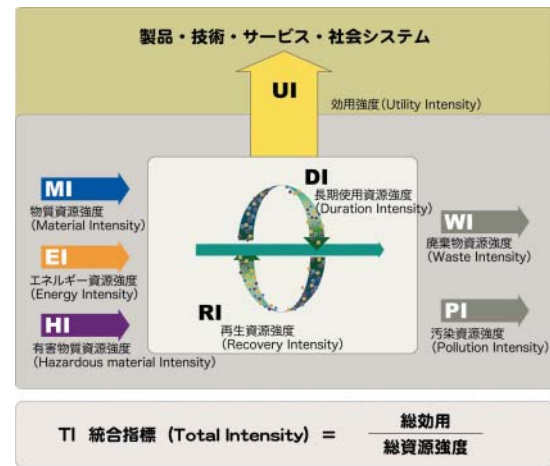 製品・技術・サービス・社会システム
UI
効用強度(Utility Intensity)
MI
物質資源強度
(Material Intensity)
EI
エネルギー資源強度
(Energy Intensity)
HI
有害物質資源強度
(Hazardous material Intensity)
DI
長期使用資源強度
(Duration Intensity)
RI
再生資源強度
(Recovery Intensity)
WI
廃棄物資源強度
(Waste Intensity)
PI
汚染資源強度
(Pollution Intensity)
TI 統合指標 (Total Intensity) =
総効用
総資源強度